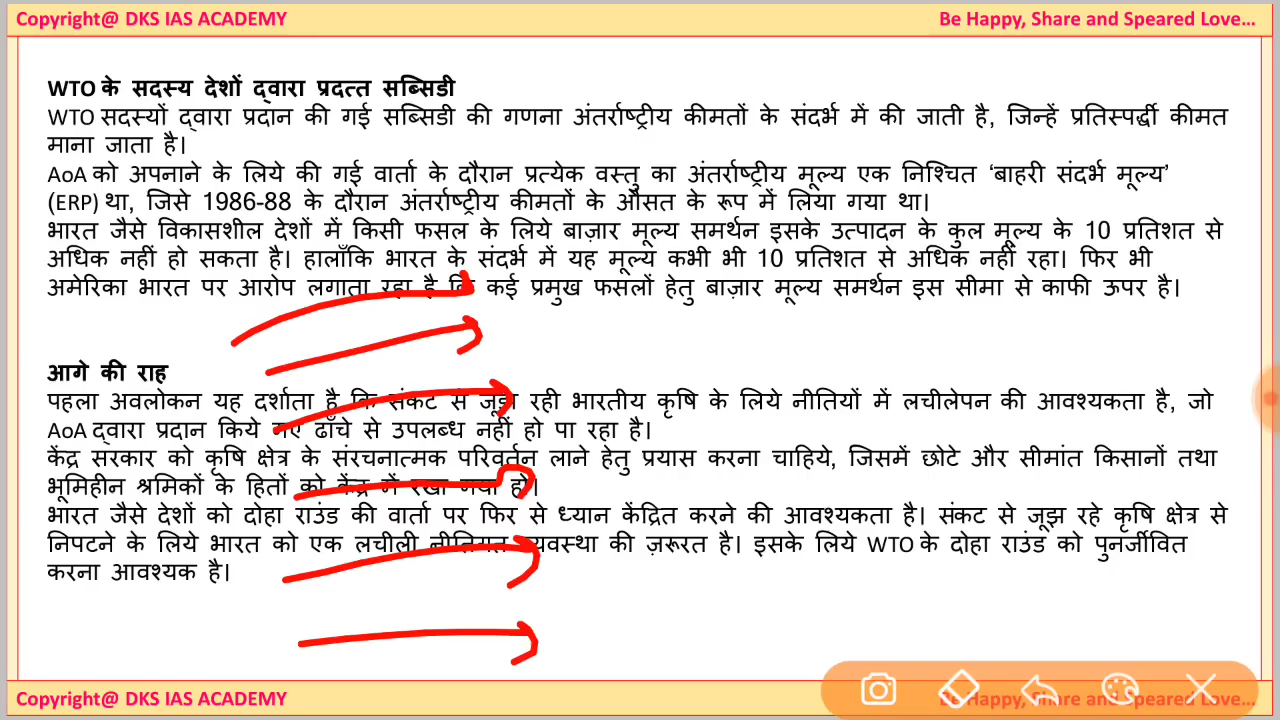 Copyright@ DKS IAS ACADEMY
Be Happy, Share and Speared Love...
WTO के सदस्य देशों द्वारा प्रदत्त सब्सिडी
WTO सदस्यों द्वारा प्रदान की गई सब्सिडी की गणना अंतर्राष्ट्रीय कीमतों के संदर्भ में की जाती है, जिन्हें प्रतिस्पर्द्धी कीमत
माना जाता है।
AoA को अपनाने के लिये की गई वार्ता के दौरान प्रत्येक वस्तु का अंतर्राष्ट्रीय मूल्य एक निश्चित ‘बाहरी संदर्भ मूल्य’
(ERP) था, जिसे 1986-88 के दौरान अंतर्राष्ट्रीय कीमतों के औसत के रूप में लिया गया था।
भारत जैसे विकासशील देशों में किसी फसल के लिये बाज़ार मूल्य समर्थन इसके उत्पादन के कुल मूल्य के 10 प्रतिशत से
अधिक नहीं हो सकता है। हालाँकि भारत के संदर्भ में यह मूल्य कभी भी 10 प्रतिशत से अधिक नहीं रहा। फिर भी
अमेरिका भारत पर आरोप लगाता रहा है कि कई प्रमुख फसलों हेतु बाज़ार मूल्य समर्थन इस सीमा से काफी ऊपर है।
आगे की राह
पहला अवलोकन यह दर्शाता है कि संकट से जूझ रही भारतीय कृषि के लिये नीतियों में लचीलेपन की आवश्यकता है, जो
AoA द्वारा प्रदान किये गए ढाँचे से उपलब्ध नहीं हो पा रहा है।
केंद्र सरकार को कृषि क्षेत्र के संरचनात्मक परिवर्तन लाने हेतु प्रयास करना चाहिये, जिसमें छोटे और सीमांत किसानों तथा
भूमिहीन श्रमिकों के हितों को केंद्र में रखा गया हो।
भारत जैसे देशों को दोहा राउंड की वार्ता पर फिर से ध्यान केंद्रित करने की आवश्यकता है। संकट से जूझ रहे कृषि क्षेत्र से
निपटने के लिये भारत को एक लचीली नीतिगत व्यवस्था की ज़रूरत है। इसके लिये WTO के दोहा राउंड को पुनर्जीवित
करना आवश्यक है।
Copyright@ DKS IAS ACADEMY
Be Happy, Share and Speared Love...